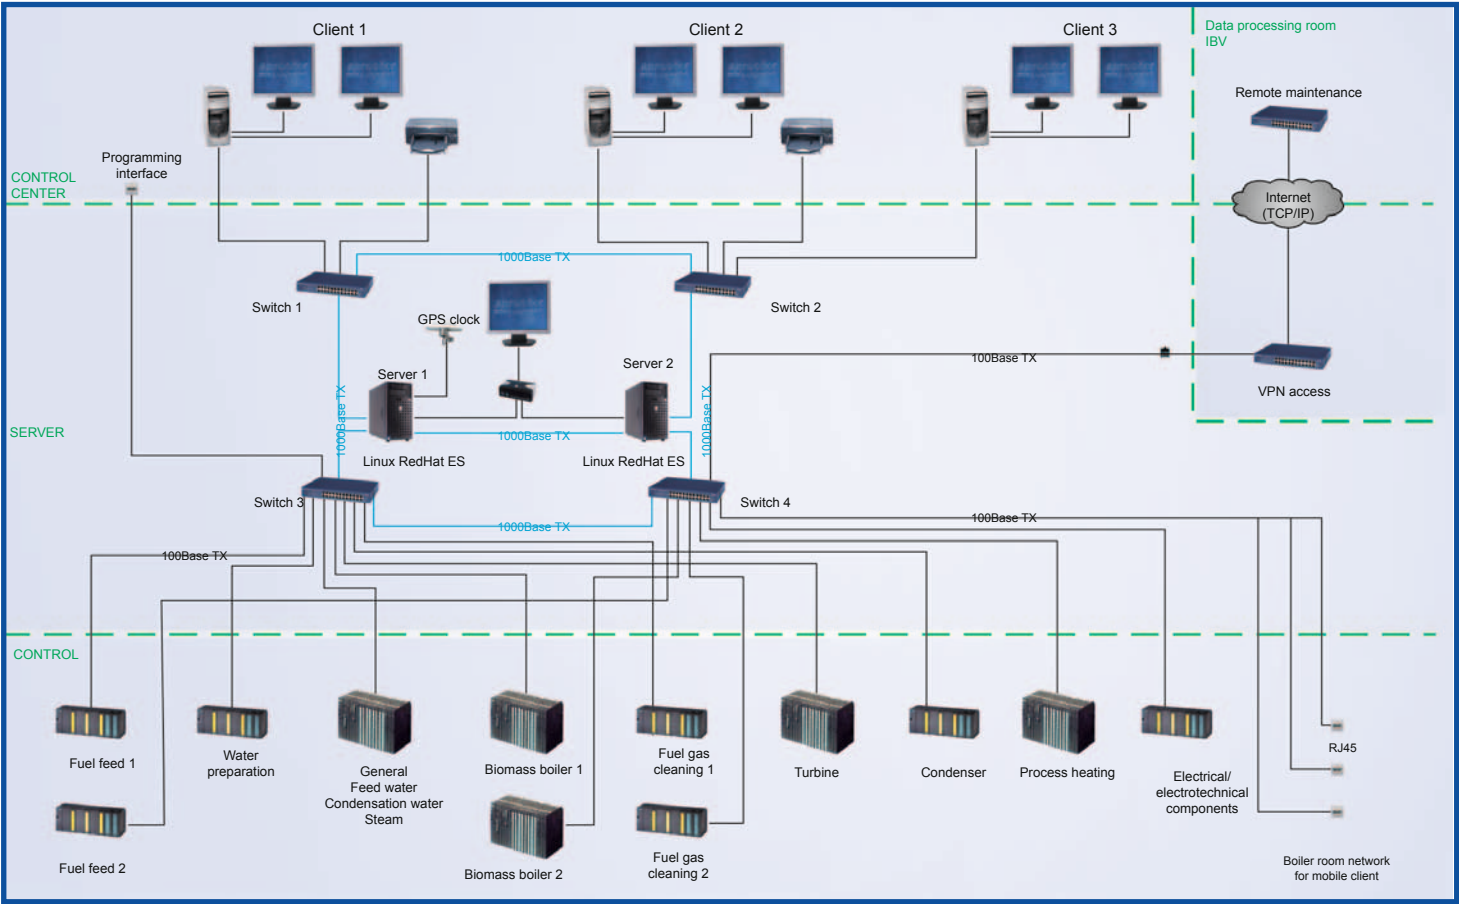 Client 1
Client 2
Client 3
Data processing room
IBV
Remote maintenance
Programming
interface
CONTROL
CENTER
Internet
(TCP/IP)
1000Base TX
Switch 1
Switch 2
GPS clock
100Base TX
Server 1
Server 2
VPN access
1000Base TX
1000Base TX
1000Base TX
SERVER
Linux RedHat ES
Linux RedHat ES
Switch 3
Switch 4
1000Base TX
100Base TX
100Base TX
CONTROL
Fuel feed 1
Water
preparation
General
Feed water
Condensation water
Steam
Biomass boiler 1
Fuel gas
cleaning 1
Turbine
Condenser
Process heating
Electrical/
electrotechnical
components
RJ45
Fuel feed 2
Biomass boiler 2
Fuel gas
cleaning 2
Boiler room network
for mobile client